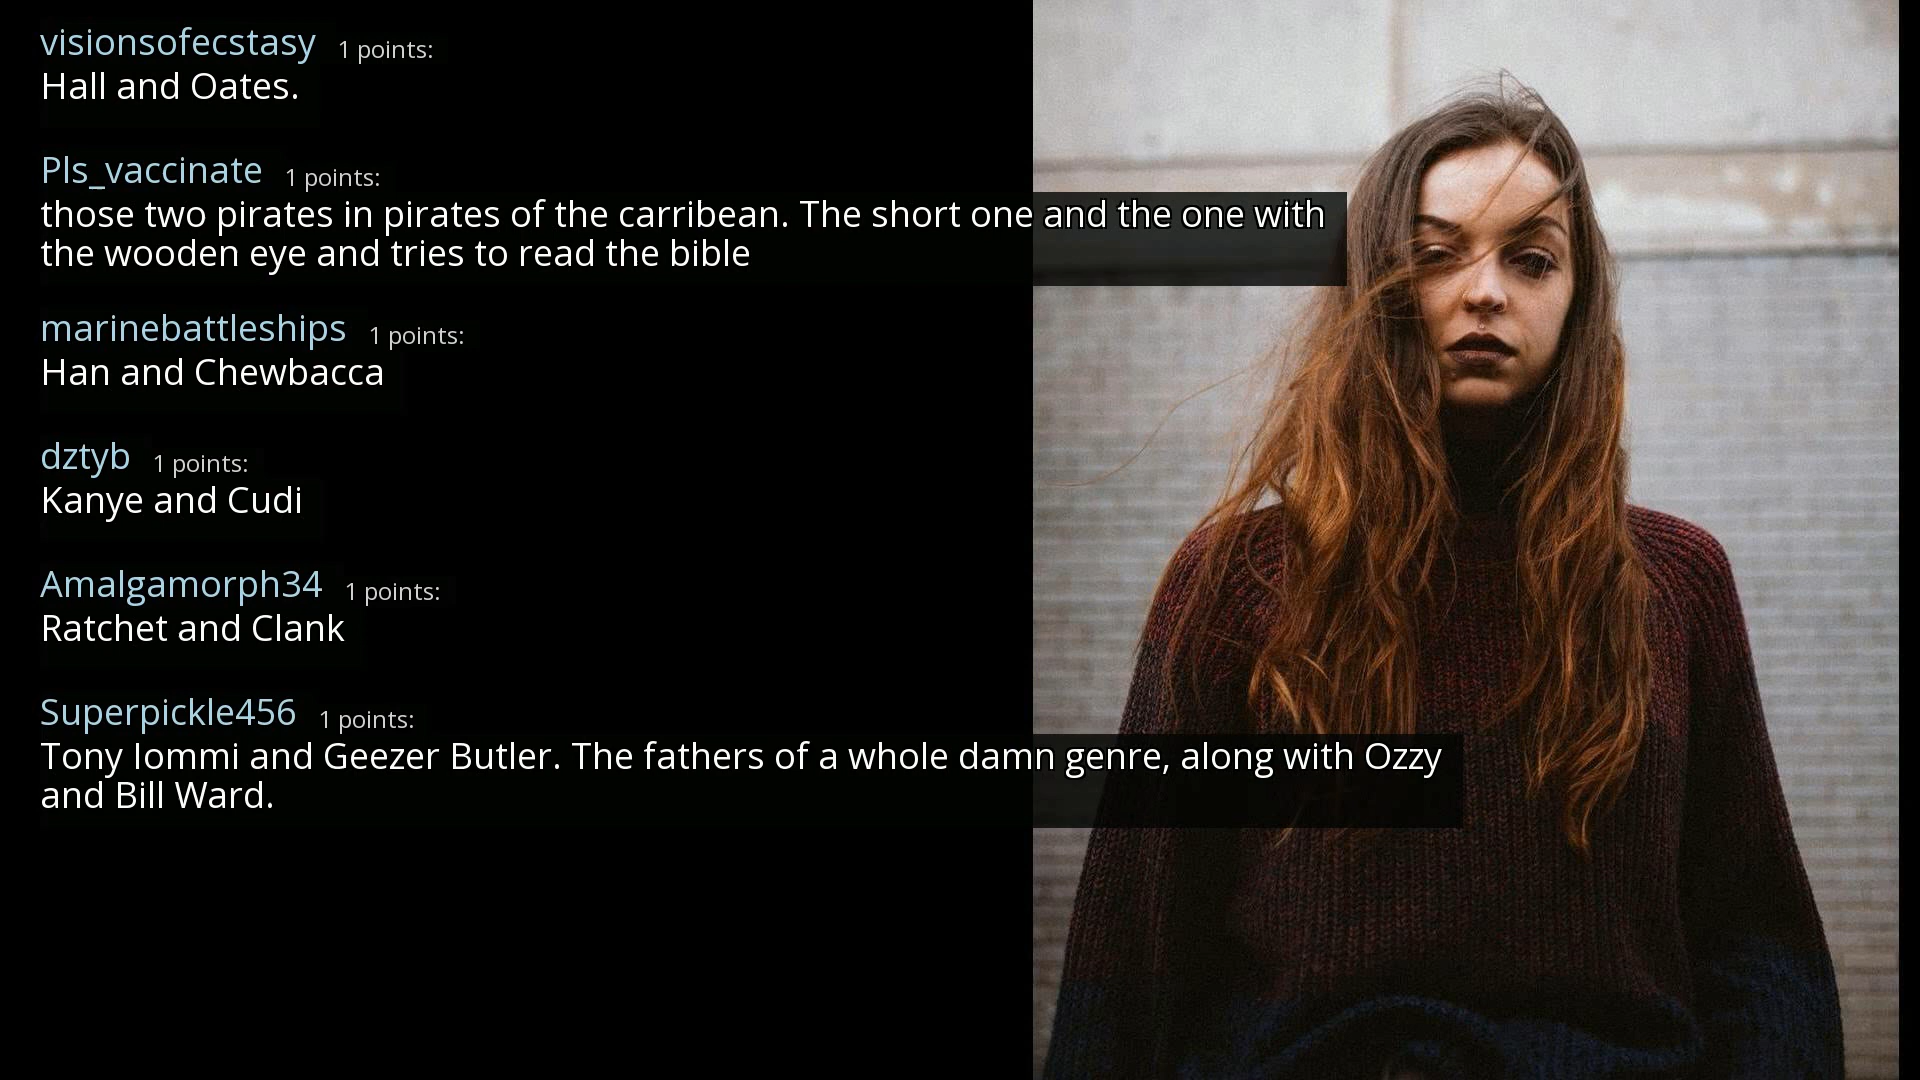 visionsofecstasy 1 points:
Hall and Oates.
Pls_vaccinate 1 points:
those two pirates in pirates of the carribean. The short one and the one with
the wooden eye and tries to read the bible
marinebattleships 1 points:
Han and Chewbacca
dztyb 1 points:
Kanye and Cudi
Amalgamorph34 1 points:
Ratchet and Clank
Superpickle456 1 points:
Tony Iommi and Geezer Butler. The fathers of a whole damn genre, along with Ozzy
and Bill Ward.